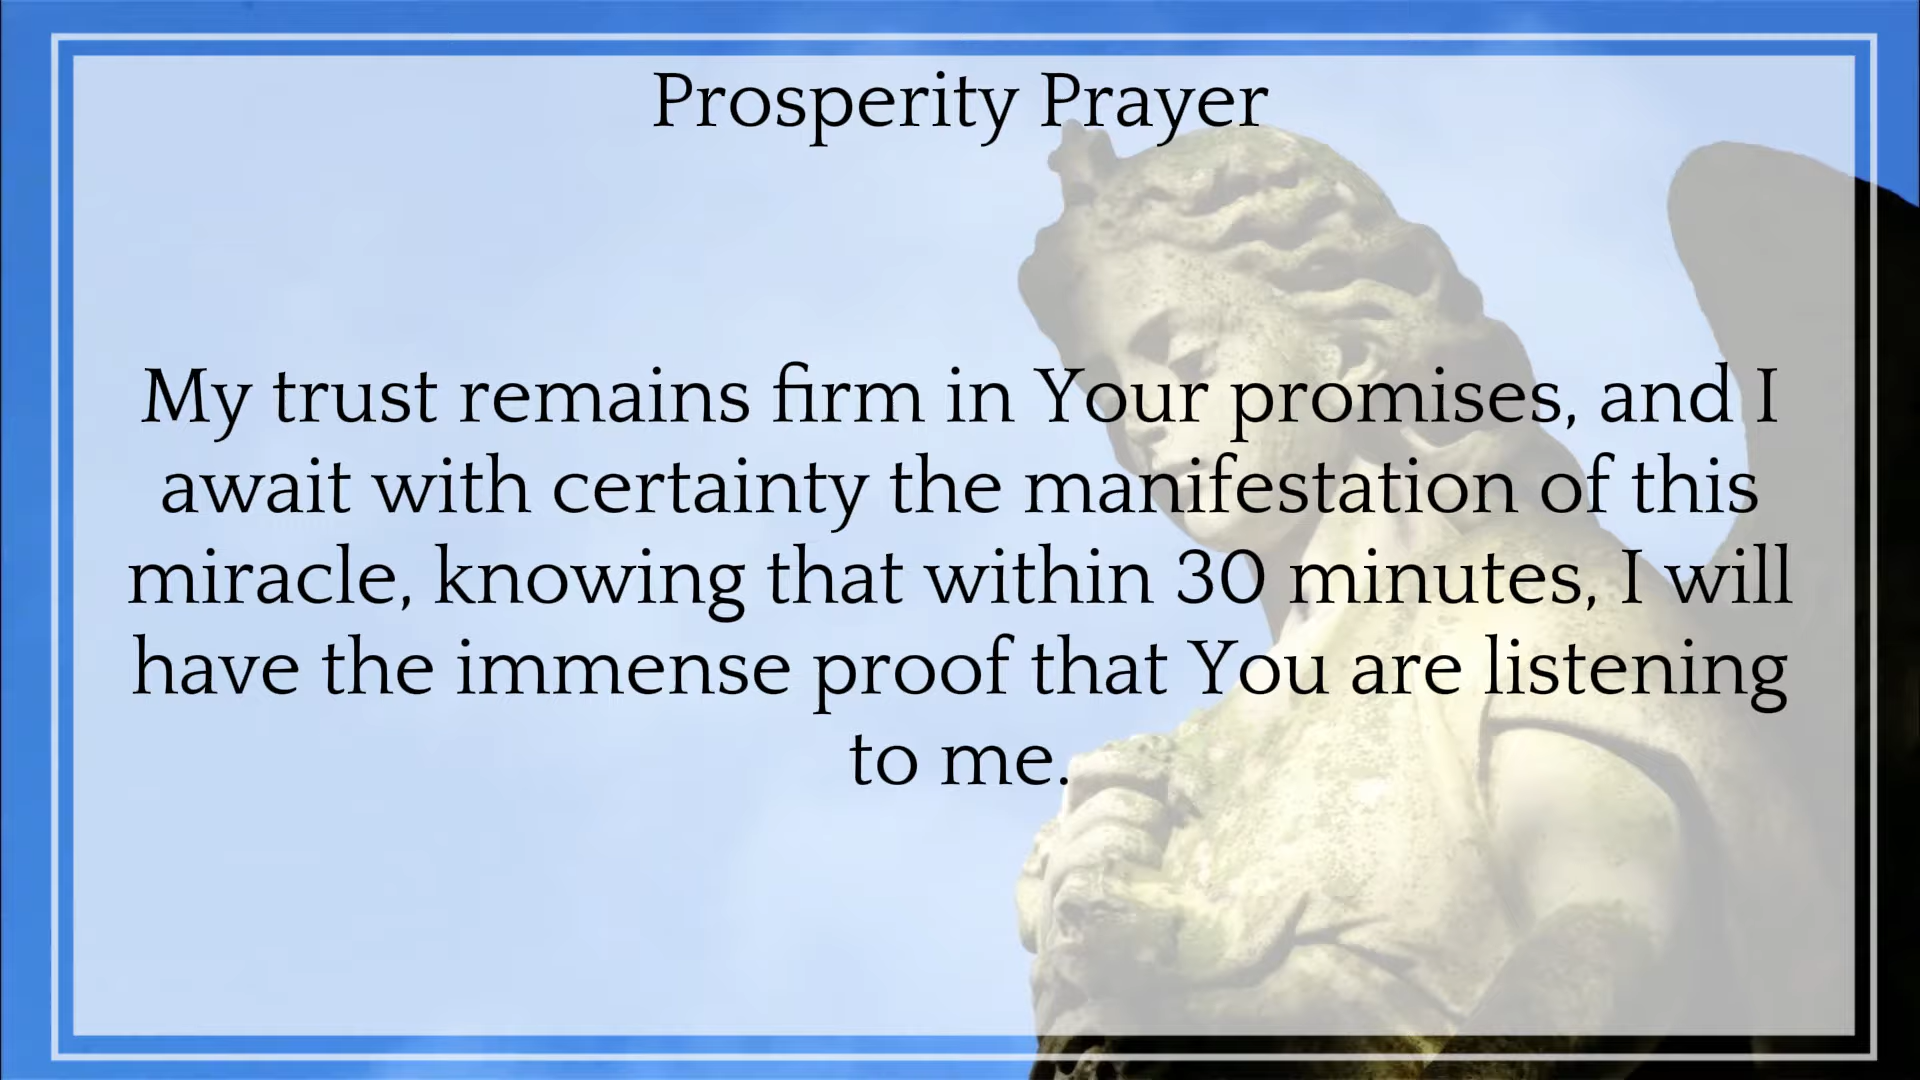 Prosperity Prayer
My trust remains firm in Your promises, and I
await with certainty the manifestation of this
miracle, knowing that within 30 minutes, I will
have the immense proof that You are listening
to me.